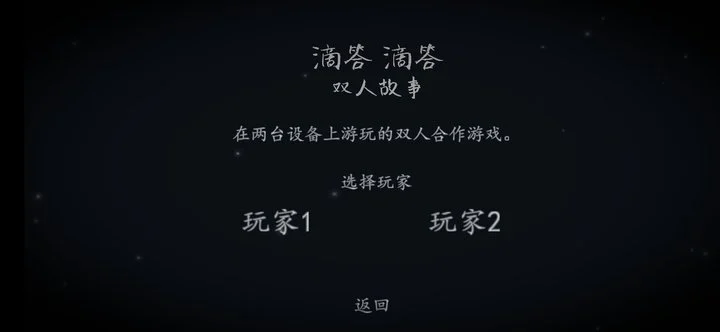 滴答 滴答
双人故事
在两台设备上游玩的双人合作游戏。
选择玩家
玩家1 玩家2
返回